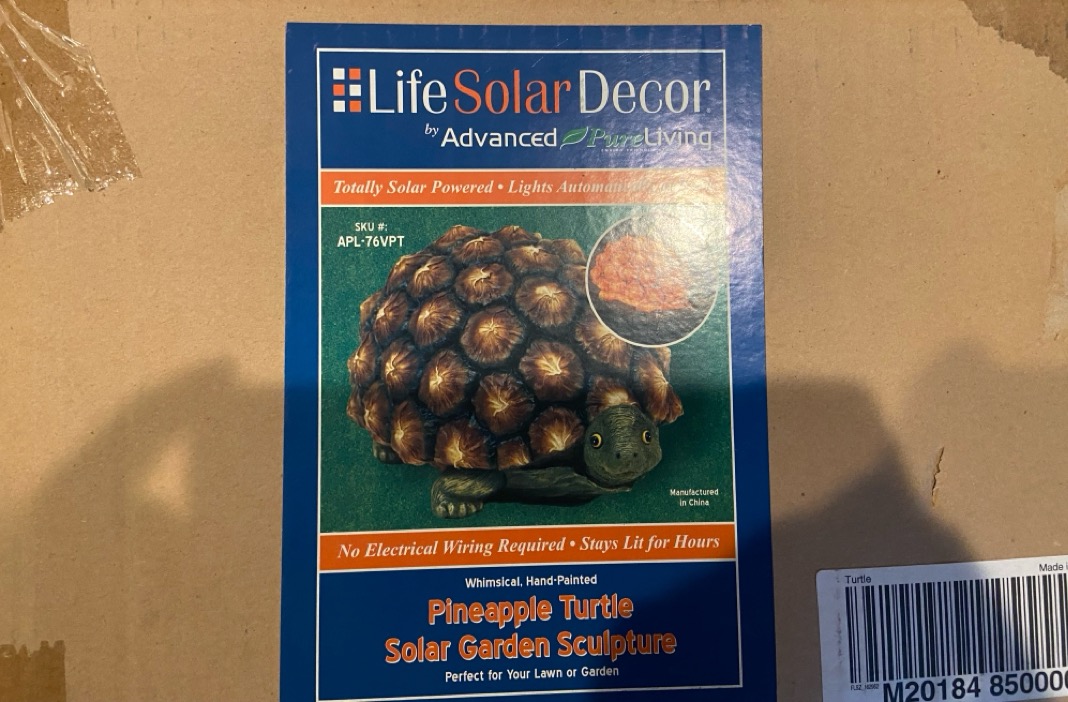 Life Solar Decor
by Advanced PureLiving
Totally Solar Powered • Lights
SKU #:
APL-76VPT
Manufactured
in China
No Electrical Wiring Required • Stays Lit for Hours
Whimsical, Hand-Painted
Pineapple Turtle
Solar Garden Sculpture
Perfect for Your Lawn or Garden
Turtle
Made
M20184 85000